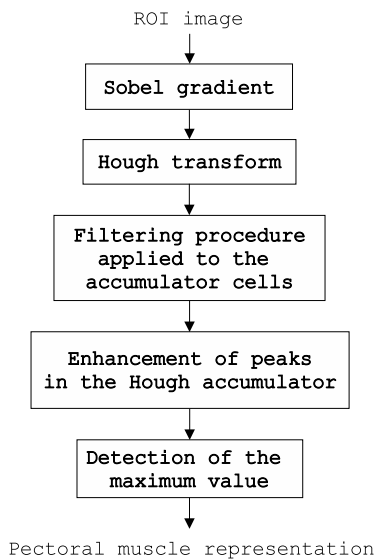 ROI image
Sobel gradient
Hough transform
Filtering procedure
applied to the
accumulator cells
Enhancement of peaks
in the Hough accumulator
Detection of the
maximum value
Pectoral muscle representation